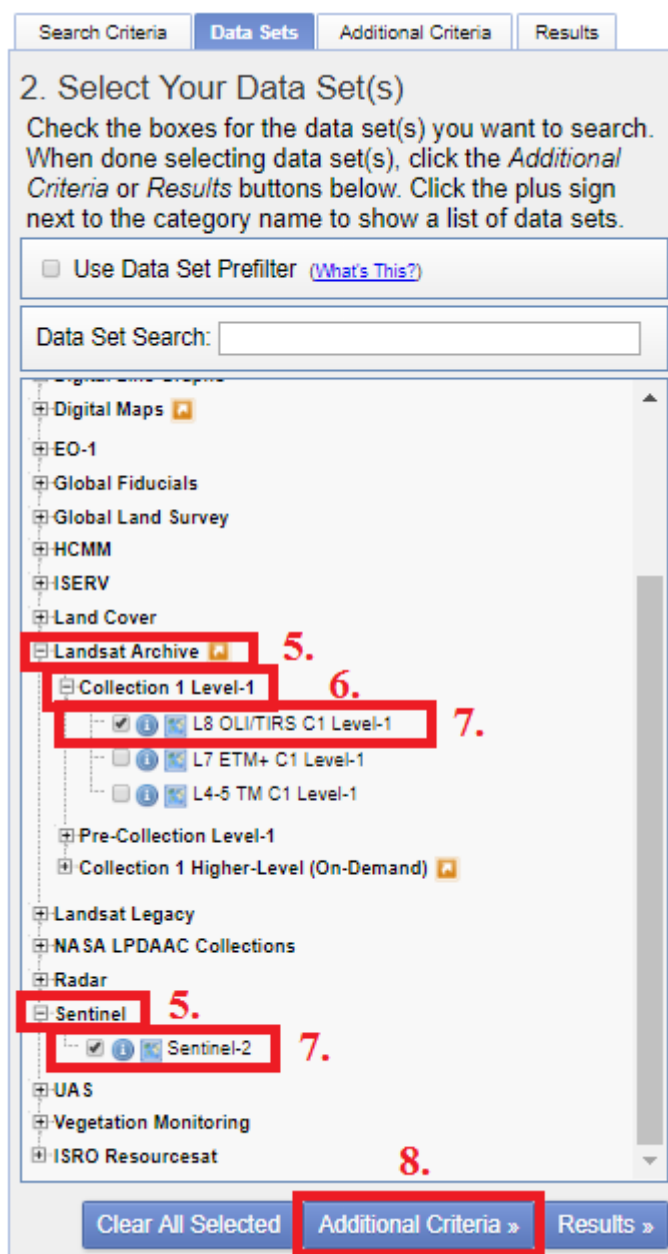 Search Criteria Data Sets Additional Criteria Results
2. Select Your Data Set(s)
Check the boxes for the data set(s) you want to search.
When done selecting data set(s), click the Additional
Criteria or Results buttons below. Click the plus sign
next to the category name to show a list of data sets.
Use Data Set Prefilter (What's This?)
Data Set Search:
Digital Line Graphs
Digital Maps
EO-1
Global Fiducials
Global Land Survey
HCMM
ISERV
Land Cover
Landsat Archive 5.
Collection 1 Level-1 6.
L8 OLI/TIRS C1 Level-1 7.
L7 ETM+ C1 Level-1
L4-5 TM C1 Level-1
Pre-Collection Level-1
Collection 1 Higher-Level (On-Demand)
Landsat Legacy
NASA LPDAAC Collections
Radar
Sentinel 5.
Sentinel-2 7.
UAS
Vegetation Monitoring
ISRO Resourcesat
8.
Clear All Selected Additional Criteria » Results »